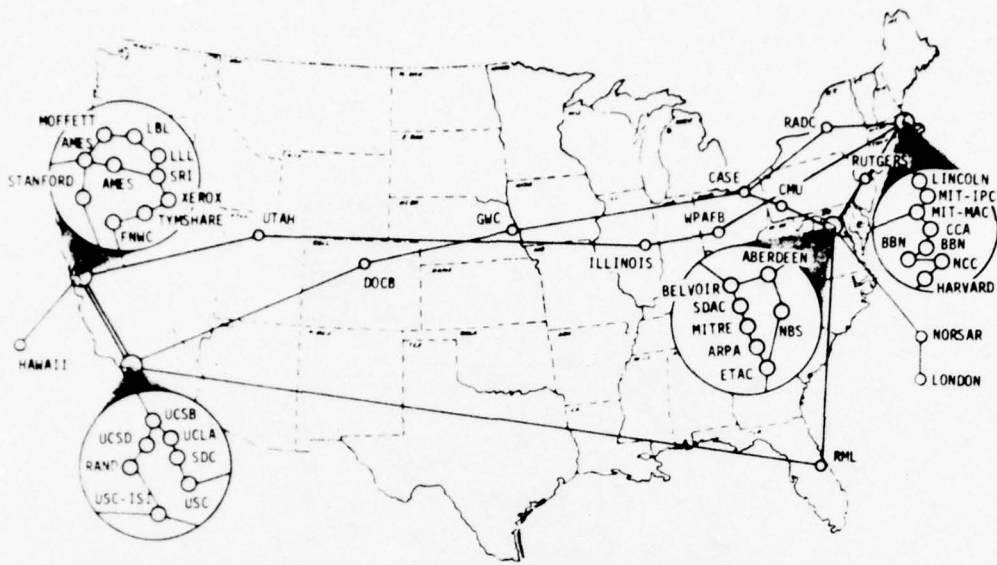 MOFFETT
LBL
AMES
LLL
STANFORD
AMES
SRI
XEROX
TYMSHARE
FNWC
UTAH
GWC
DOCB
ILLINOIS
WPAFB
CASE
CMU
RADC
RUTGERS
LINCOLN
MIT-IPC
MIT-MAC
CCA
BBN
BBN
NCC
HARVARD
ABERDEEN
BELVOIR
SDAC
NBS
MITRE
ARPA
ETAC
NORSAR
LONDON
HAWAII
UCSB
UCSD
UCLA
RAND
SDC
USC-ISI
USC
RML